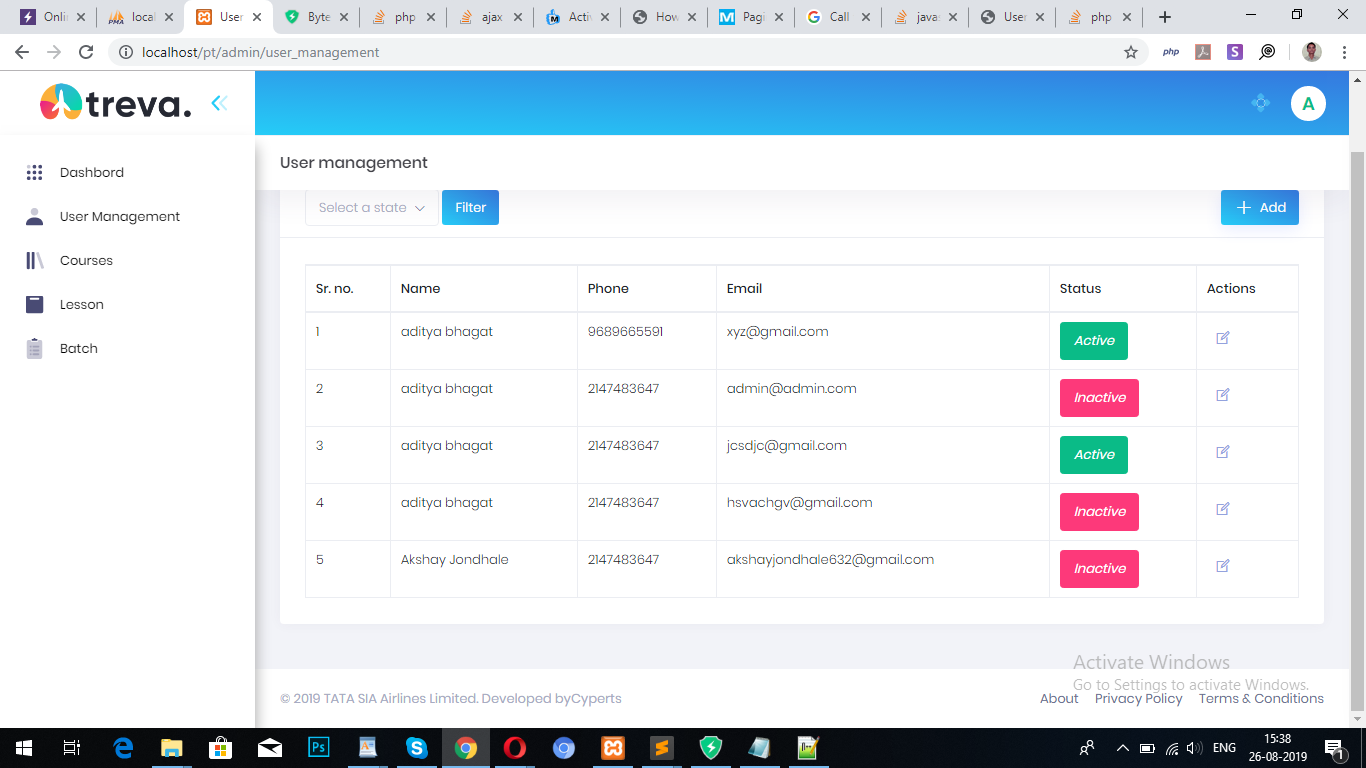 Onlin
local
User
Byte
php
ajax
Activ
How
Pagi
Call
javas
User
php
localhost/pt/admin/user_management
php
S
treva.
A
Dashbord
User Management
Courses
Lesson
Batch
User management
Select a state
Filter
Add
Sr. no. Name Phone Email Status Actions
1 aditya bhagat 9689665591 xyz@gmail.com Active
2 aditya bhagat 2147483647 admin@admin.com Inactive
3 aditya bhagat 2147483647 jcsdjc@gmail.com Active
4 aditya bhagat 2147483647 hsvachgv@gmail.com Inactive
5 Akshay Jondhale 2147483647 akshayjondhale632@gmail.com Inactive
Activate Windows
Go to Settings to activate Windows.
© 2019 TATA SIA Airlines Limited. Developed byCyperts
About Privacy Policy Terms & Conditions
Ps
ENG
15:38
26-08-2019
1